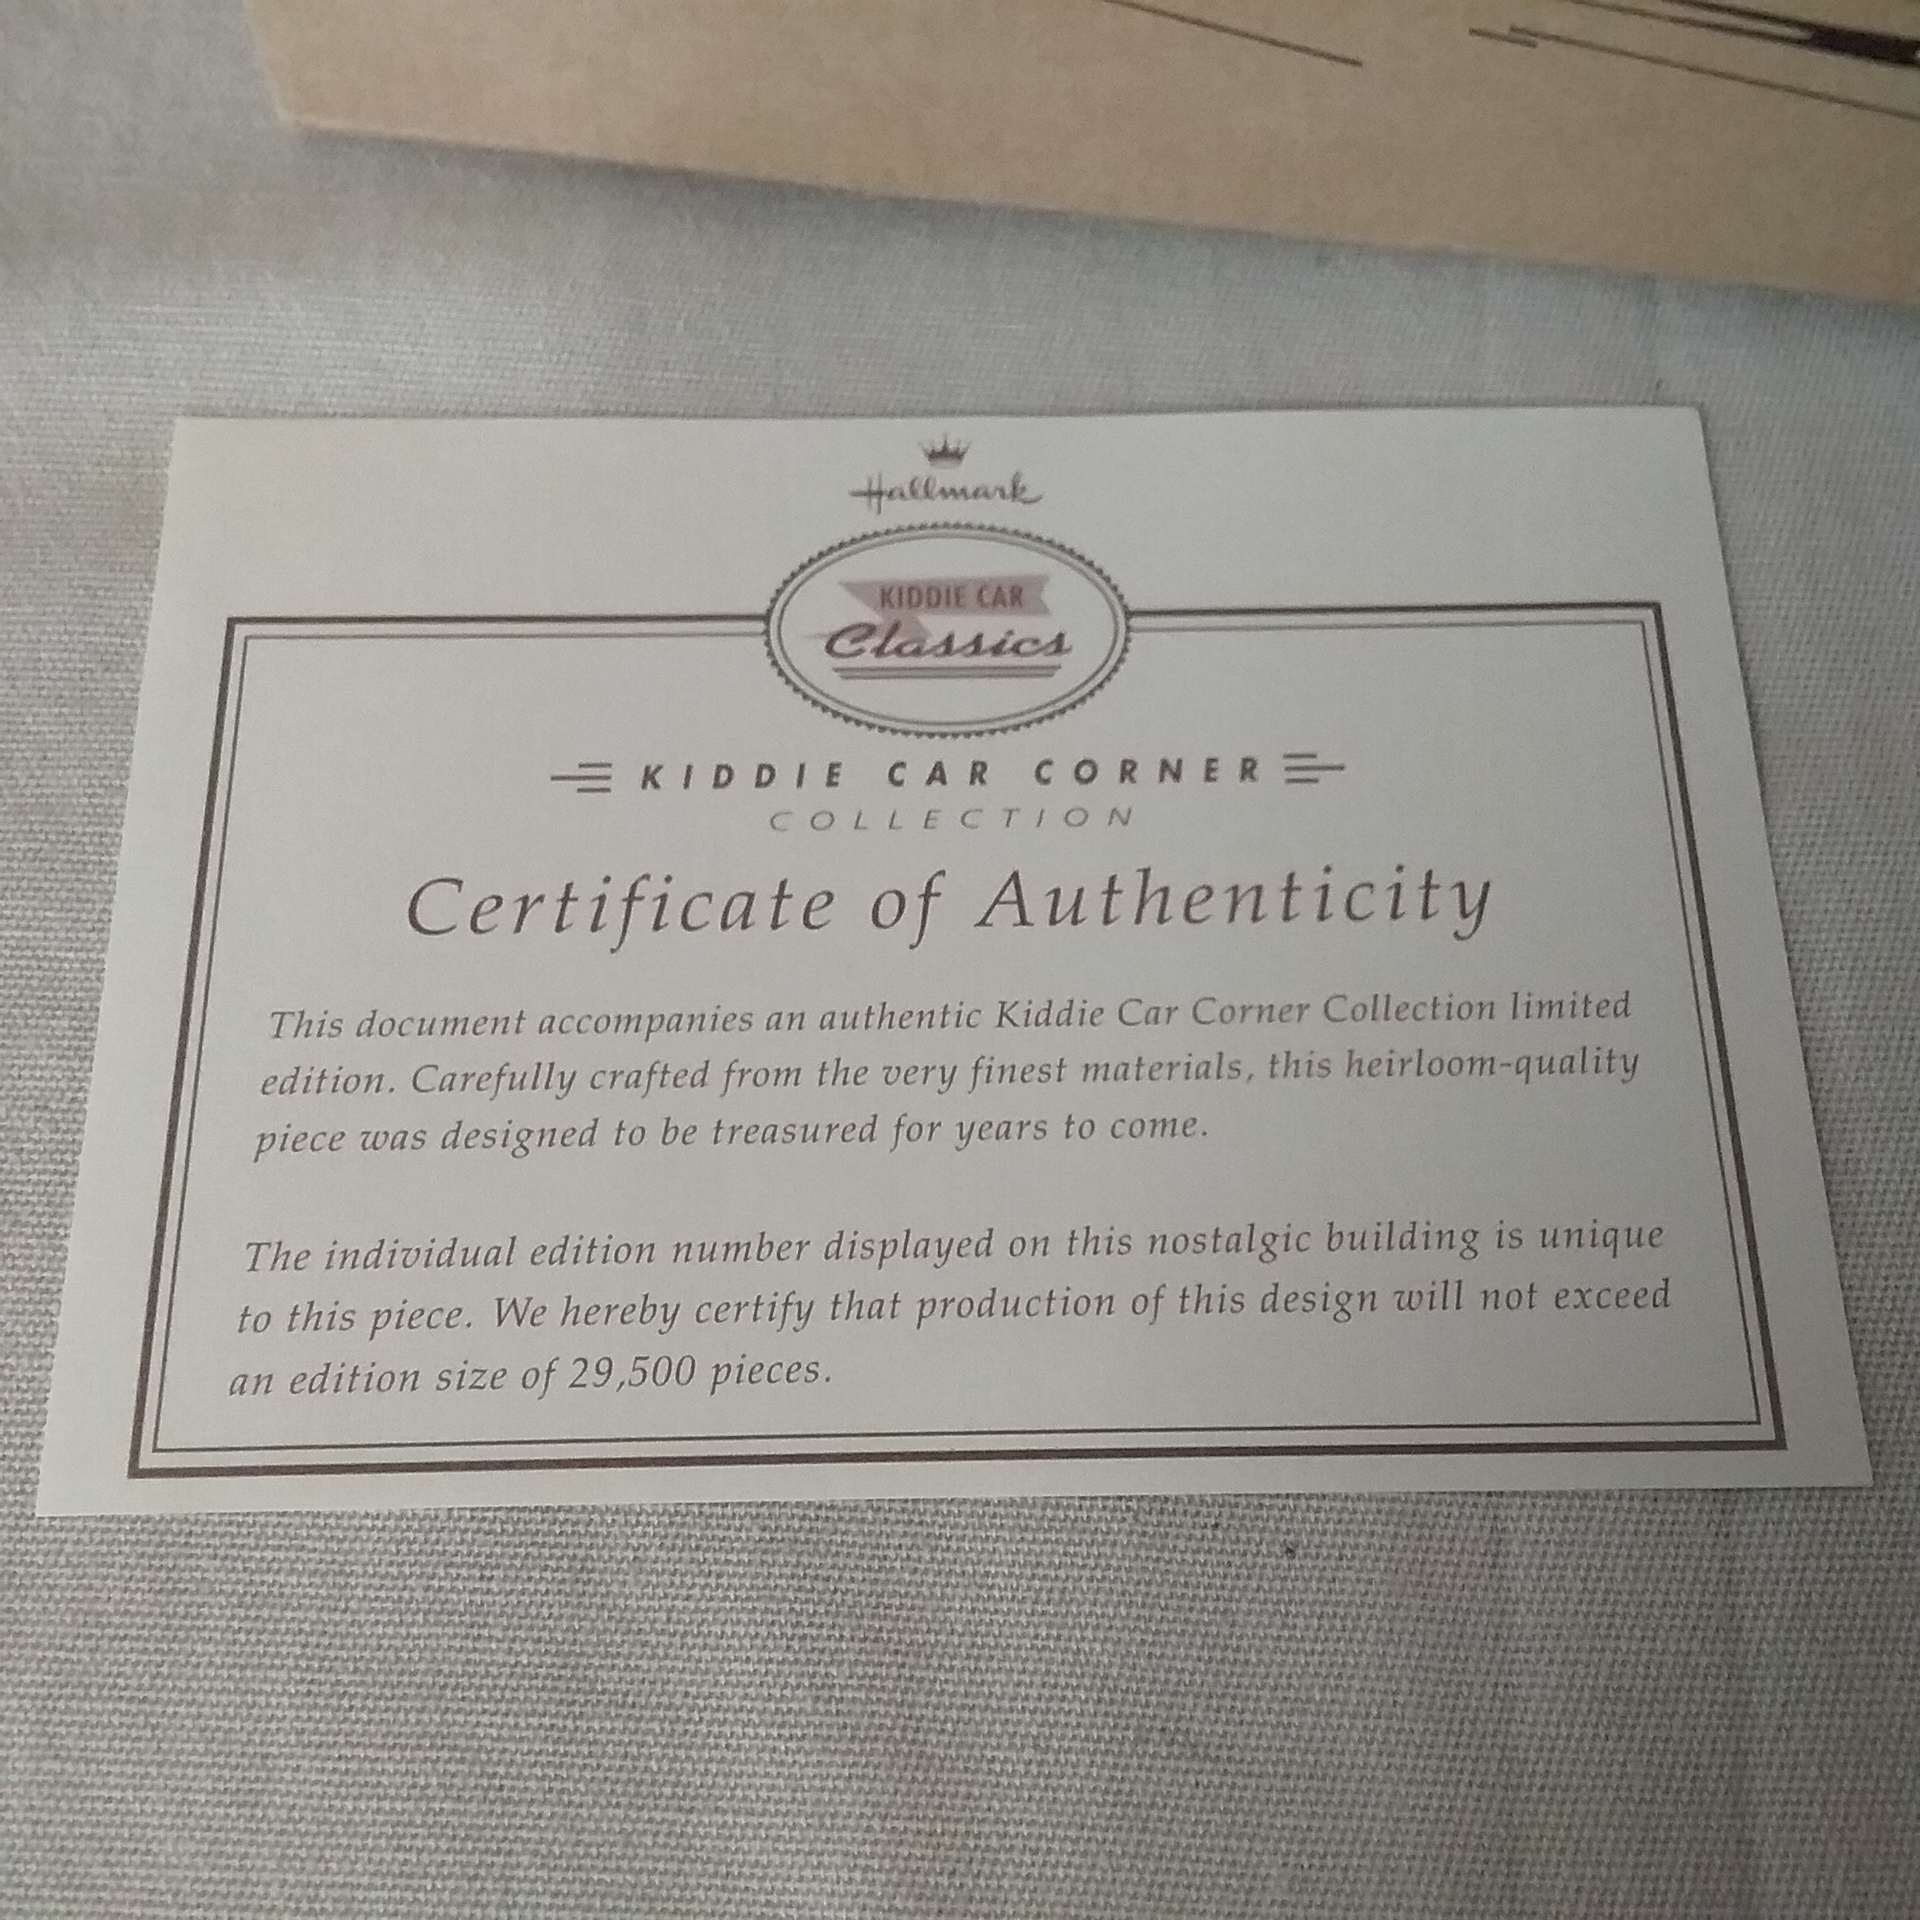 Hallmark
KIDDIE CAR
Classics
KIDDIE CAR CORNER
COLLECTION
Certificate of Authenticity
This document accompanies an authentic Kiddie Car Corner Collection limited
edition. Carefully crafted from the very finest materials, this heirloom-quality
piece was designed to be treasured for years to come.
The individual edition number displayed on this nostalgic building is unique
to this piece. We hereby certify that production of this design will not exceed
an edition size of 29,500 pieces.